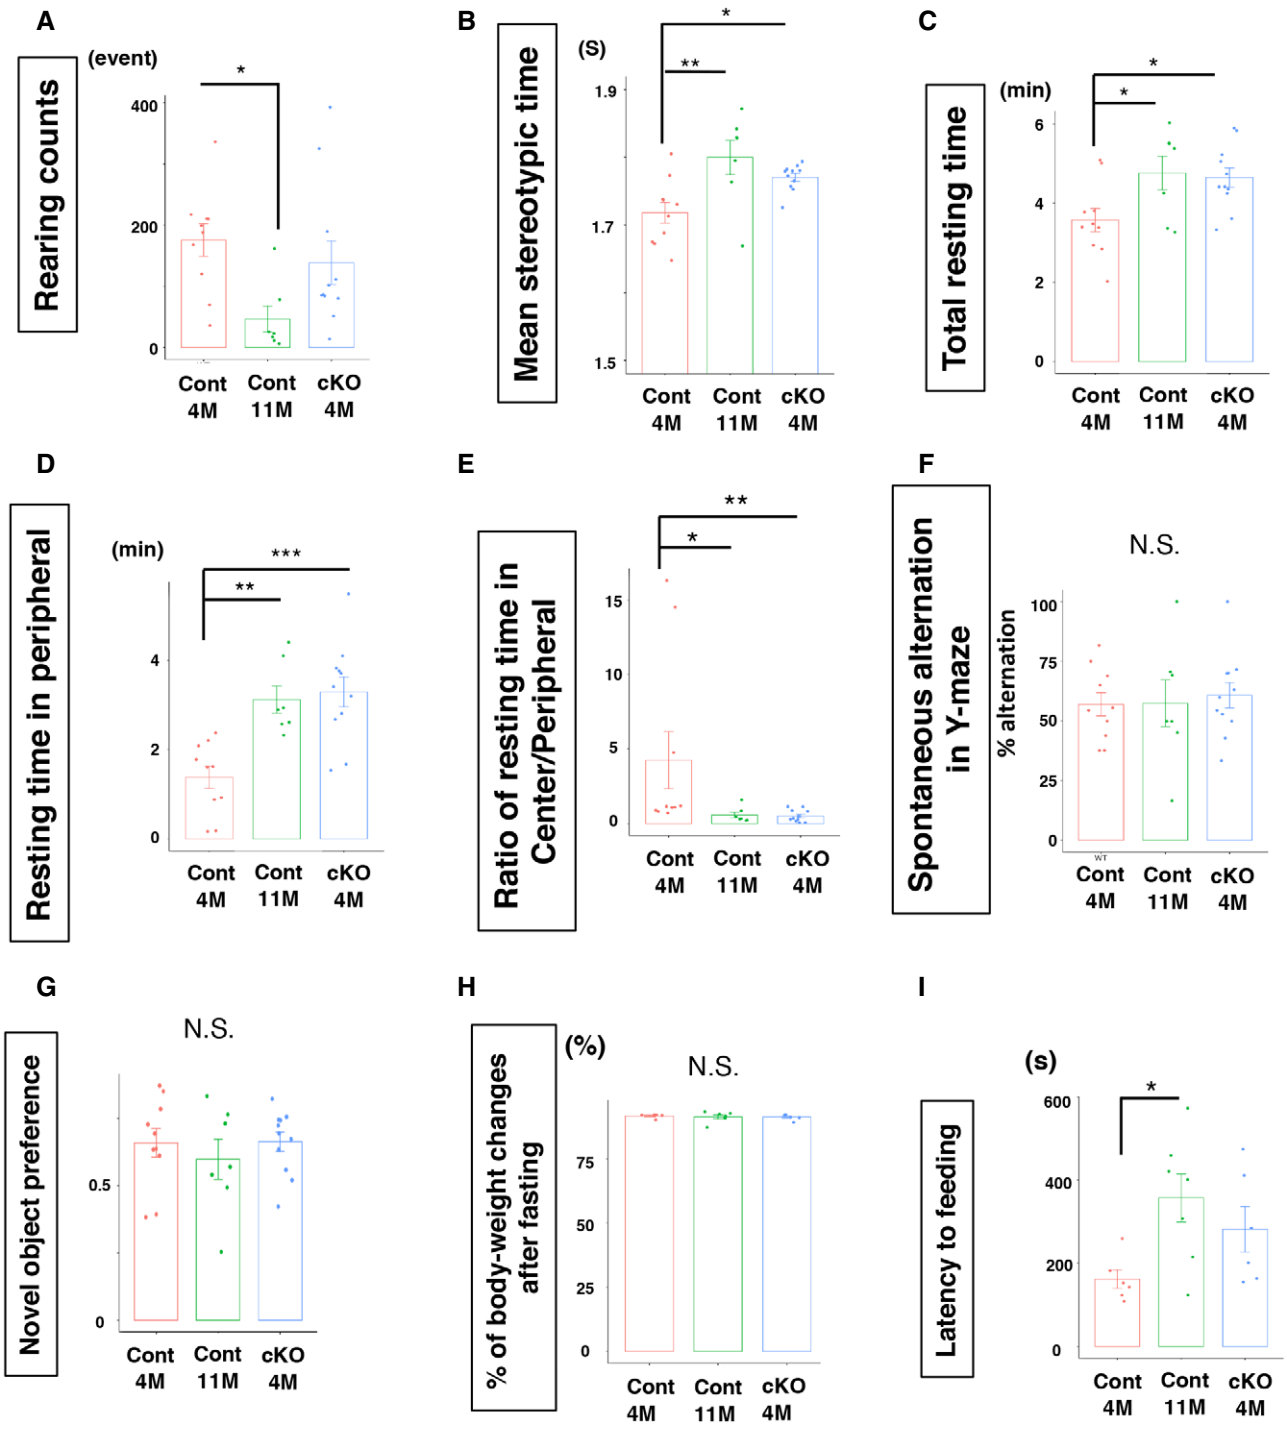 A
(event)
Rearing counts
*
400
200
0
Cont
4M
Cont
11M
cKO
4M
B
(S)
Mean stereotypic time
*
**
1.9
1.7
1.5
Cont
4M
Cont
11M
cKO
4M
C
(min)
Total resting time
*
*
6
4
2
0
Cont
4M
Cont
11M
cKO
4M
D
(min)
Resting time in peripheral
***
**
4
2
0
Cont
4M
Cont
11M
cKO
4M
E
Ratio of resting time in
Center/Peripheral
**
*
15
10
5
0
Cont
4M
Cont
11M
cKO
4M
F
Spontaneous alternation
in Y-maze
% alternation
N.S.
100
75
50
25
0
WT
Cont
4M
Cont
11M
cKO
4M
G
Novel object preference
N.S.
0.5
0
Cont
4M
Cont
11M
cKO
4M
H
% of body-weight changes
after fasting
(%)
N.S.
75
50
25
0
Cont
4M
Cont
11M
cKO
4M
I
Latency to feeding
(s)
*
600
400
200
0
Cont
4M
Cont
11M
cKO
4M